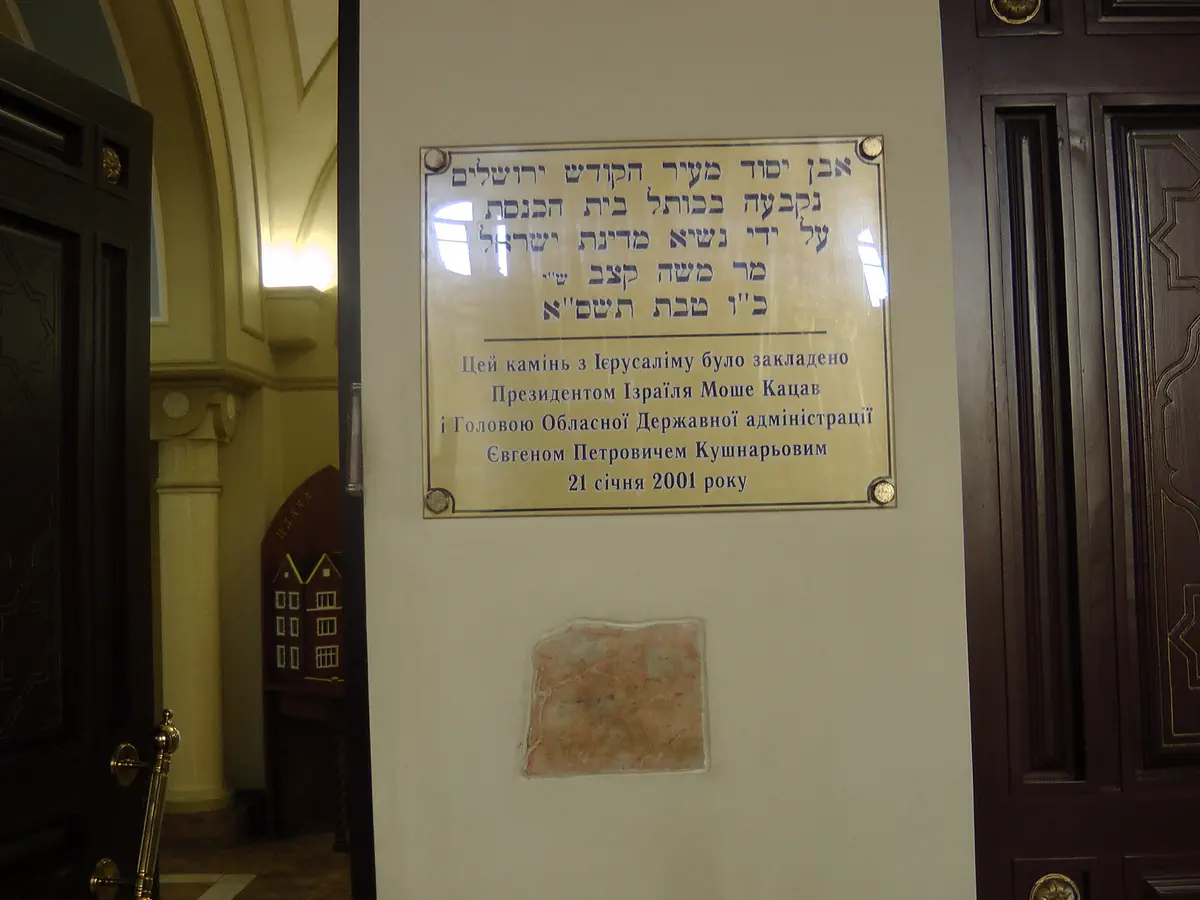 אבן יסוד מעיר הקודש ירושלים
נקבעה בכותל בית הכנסת
על ידי נשיא מדינת ישראל
מר משה קצב שי'
כ"ו טבת תשס"א
Цей камінь з Ієрусаліму було закладено
Президентом Ізраїля Моше Кацав
і Головою Обласної Державної адміністрації
Євгеном Петровичем Кушнарьовим
21 січня 2001 року